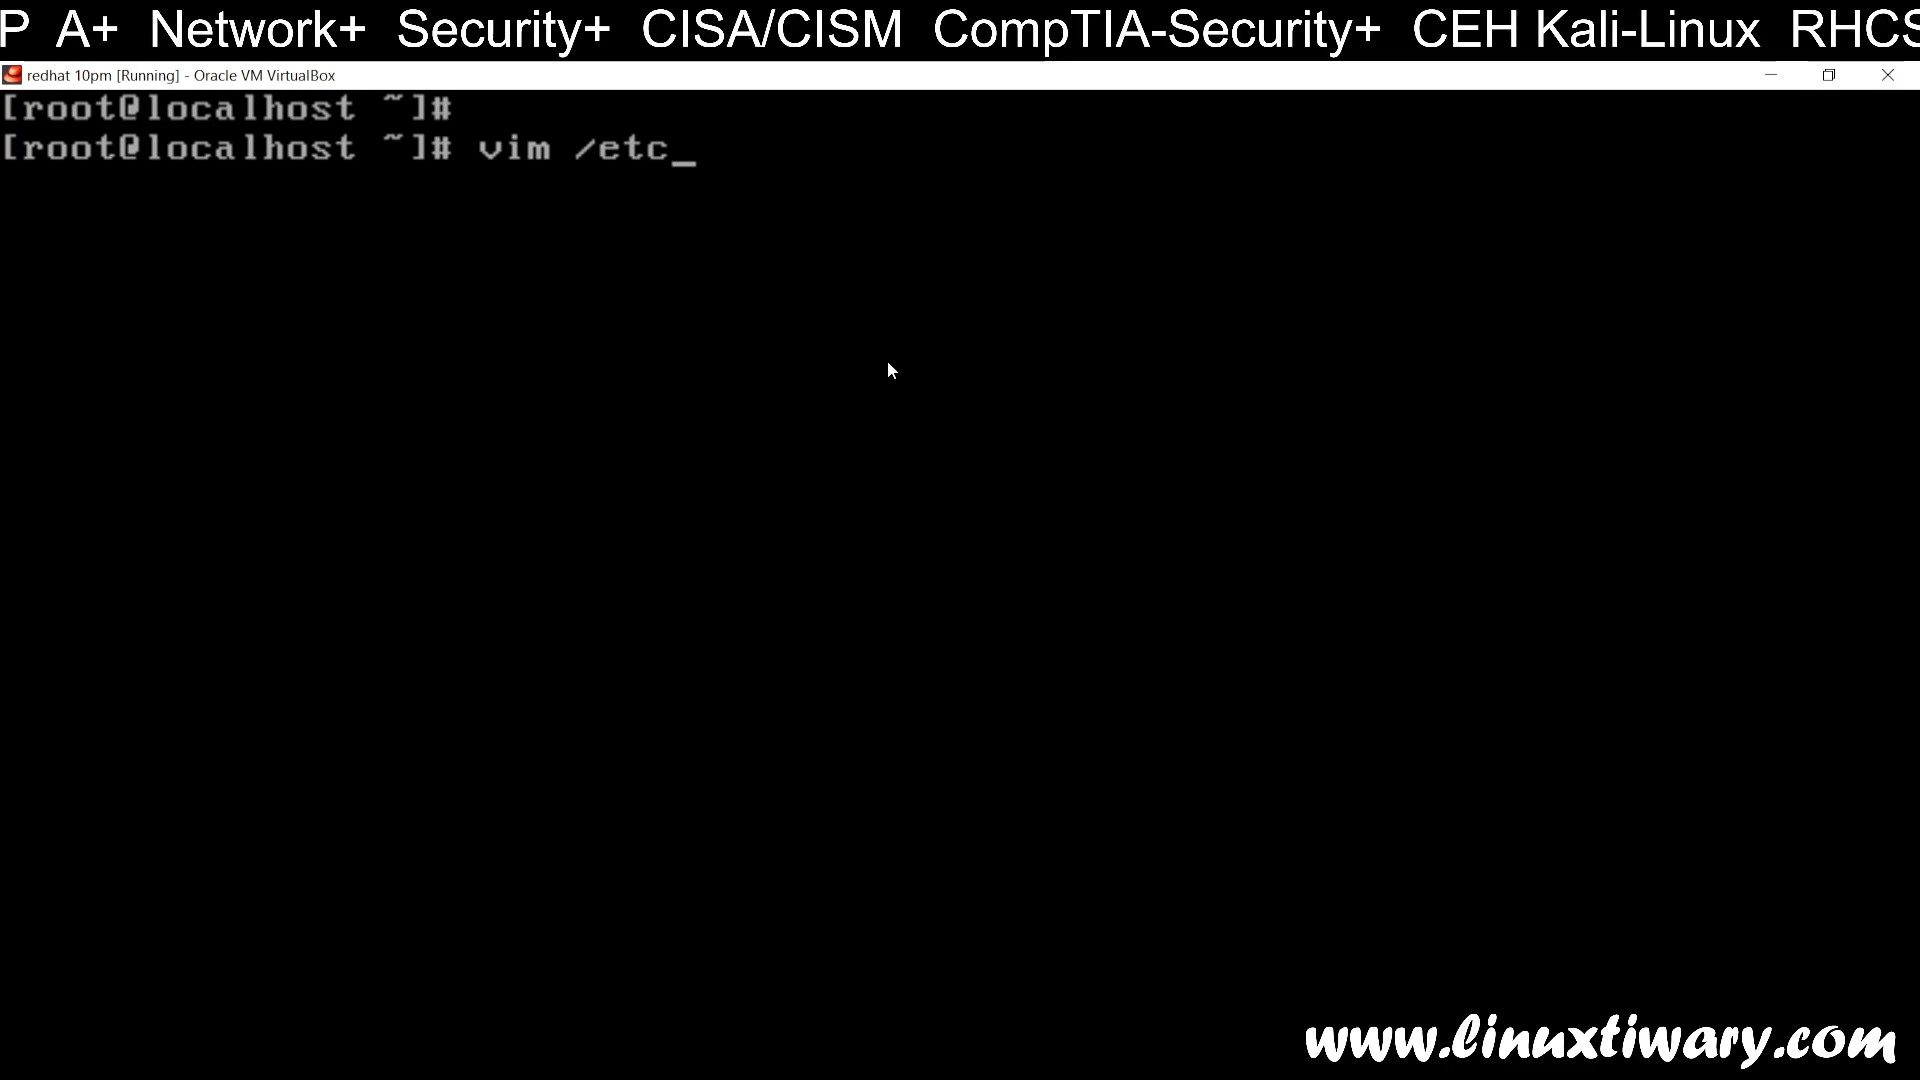 P A+ Network+ Security+ CISA/CISM CompTIA-Security+ CEH Kali-Linux RHCS
redhat 10pm [Running] - Oracle VM VirtualBox
[root@localhost ~]#
[root@localhost ~]# vim /etc_
www.linuxtiwary.com